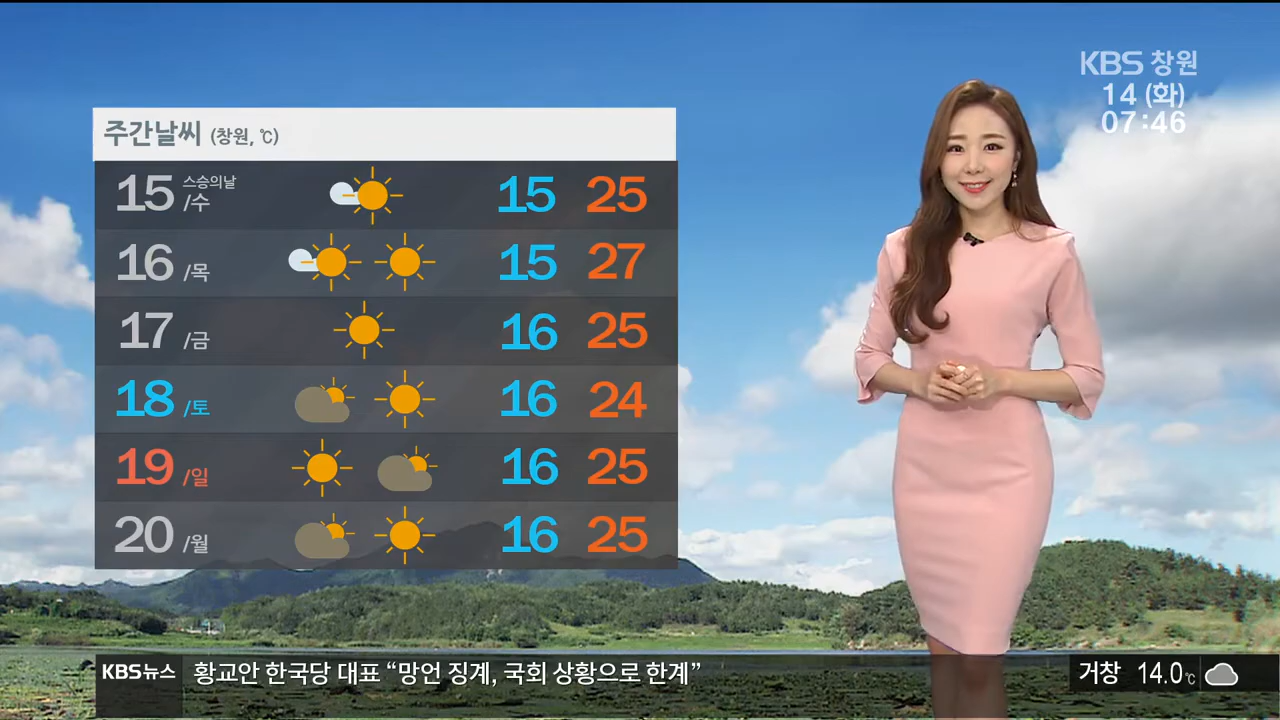 KBS 창원
14 (화)
07:46
주간날씨 (창원, ℃)
15 스승의날 /수 15 25
16 /목 15 27
17 /금 16 25
18 /토 16 24
19 /일 16 25
20 /월 16 25
KBS뉴스 황교안 한국당 대표 “망언 징계, 국회 상황으로 한계” 거창 14.0℃